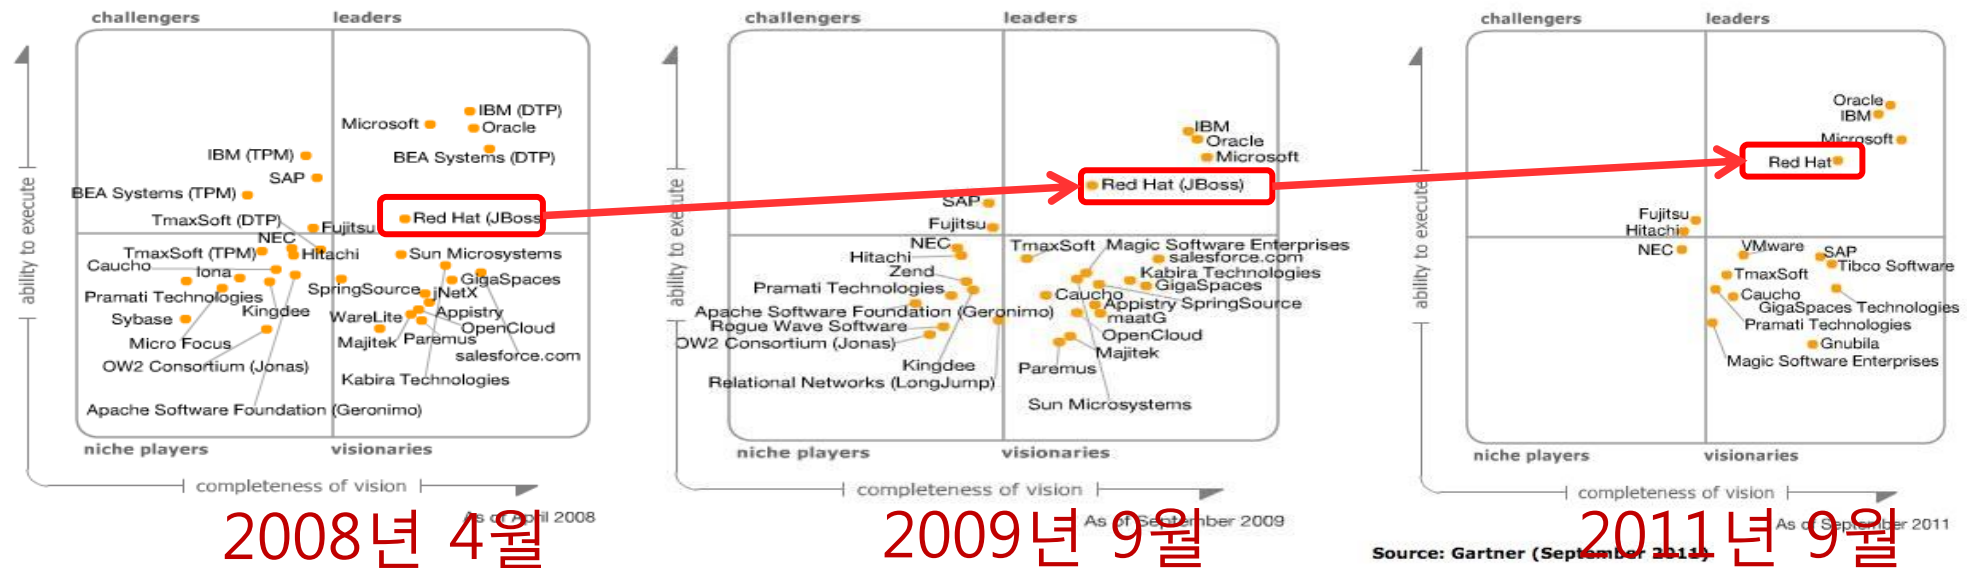 challengers
leaders
IBM (DTP)
Microsoft
Oracle
BEA Systems (DTP)
IBM (TPM)
SAP
BEA Systems (TPM)
TmaxSoft (DTP)
Red Hat (JBoss
Fujitsu
NEC
TmaxSoft (TPM)
Hitachi
Sun Microsystems
Caucho
Iona
GigaSpaces
SpringSource
jNetX
Pramati Technologies
Kingdee
Appistry
Sybase
WareLite
OpenCloud
Micro Focus
Majitek
Paremus
salesforce.com
OW2 Consortium (Jonas)
Kabira Technologies
Apache Software Foundation (Geronimo)
niche players
visionaries
ability to execute
completeness of vision
As of April 2008
2008년 4월
challengers
leaders
IBM
Oracle
Microsoft
Red Hat (JBoss)
SAP
Fujitsu
NEC
TmaxSoft
Magic Software Enterprises
Hitachi
salesforce.com
Zend
Kabira Technologies
Pramati Technologies
GigaSpaces
Caucho
Appistry
SpringSource
Apache Software Foundation (Geronimo)
maatG
Rogue Wave Software
OpenCloud
OW2 Consortium (Jonas)
Majitek
Kingdee
Paremus
Relational Networks (LongJump)
Sun Microsystems
niche players
visionaries
ability to execute
completeness of vision
As of September 2009
2009년 9월
challengers
leaders
Oracle
IBM
Microsoft
Red Hat
Fujitsu
Hitachi
NEC
VMware
SAP
Tibco Software
TmaxSoft
Caucho
GigaSpaces Technologies
Pramati Technologies
Gnubila
Magic Software Enterprises
niche players
visionaries
ability to execute
completeness of vision
As of September 2011
2011년 9월
Source: Gartner (September 2011)